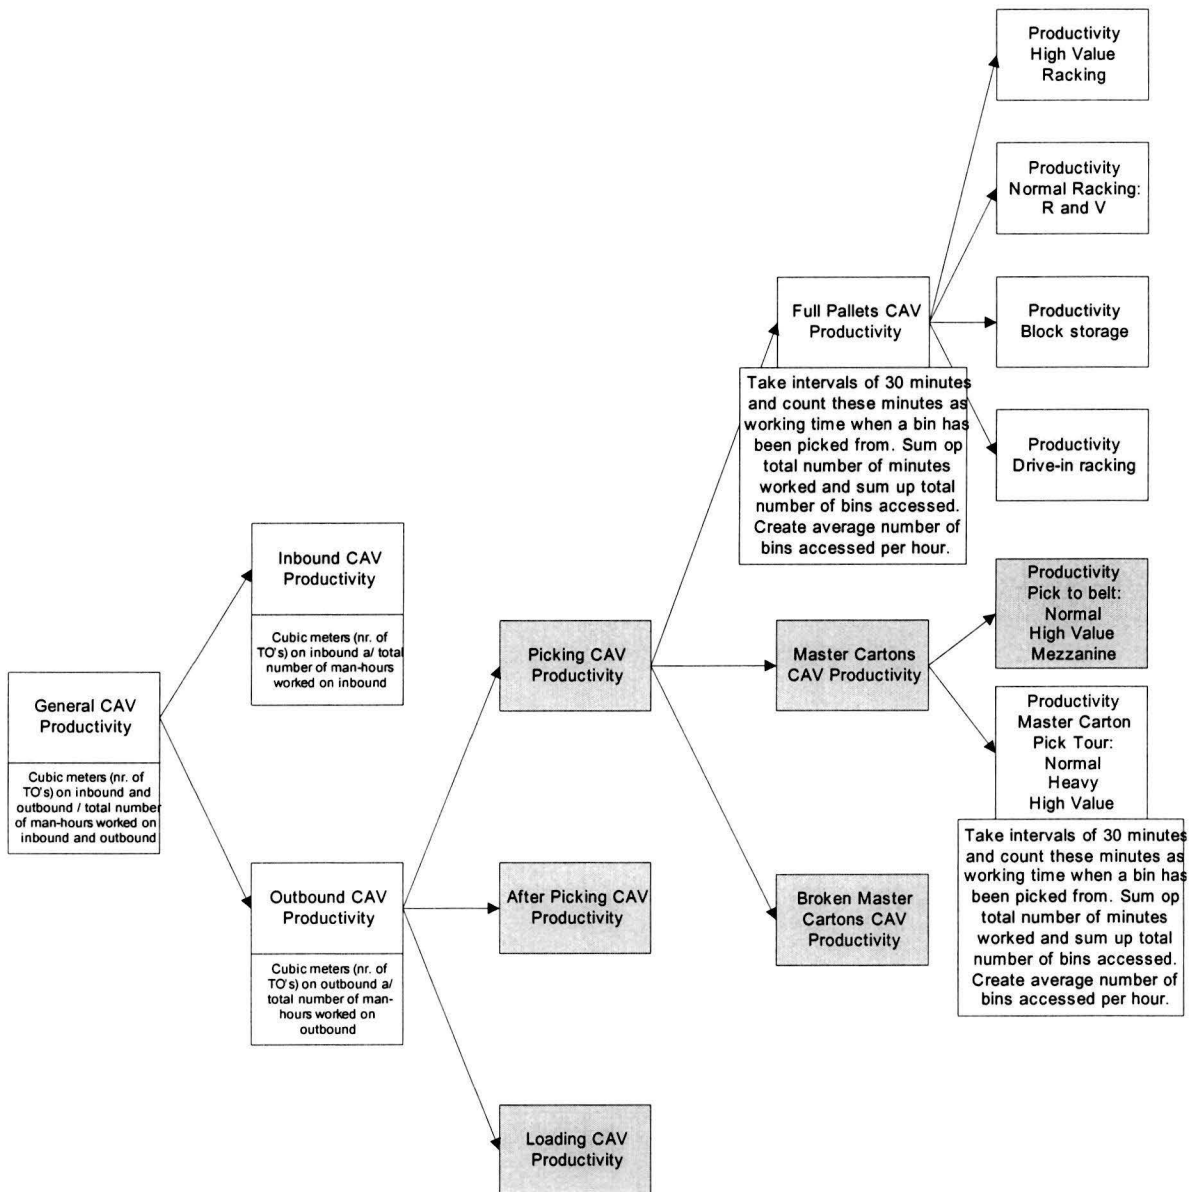 Productivity
High Value
Racking
Productivity
Normal Racking:
R and V
Full Pallets CAV
Productivity
Productivity
Block storage
Take intervals of 30 minutes
and count these minutes as
working time when a bin has
been picked from. Sum op
total number of minutes
worked and sum up total
number of bins accessed.
Create average number of
bins accessed per hour.
Productivity
Drive-in racking
Inbound CAV
Productivity
Cubic meters (nr. of
TO's) on inbound a/ total
number of man-hours
worked on inbound
Picking CAV
Productivity
Master Cartons
CAV Productivity
Productivity
Pick to belt:
Normal
High Value
Mezzanine
General CAV
Productivity
Cubic meters (nr. of
TO's) on inbound and
outbound / total number
of man-hours worked on
inbound and outbound
Productivity
Master Carton
Pick Tour:
Normal
Heavy
High Value
Take intervals of 30 minutes
and count these minutes as
working time when a bin has
been picked from. Sum op
total number of minutes
worked and sum up total
number of bins accessed.
Create average number of
bins accessed per hour.
Outbound CAV
Productivity
Cubic meters (nr. of
TO's) on outbound a/
total number of man-
hours worked on
outbound
After Picking CAV
Productivity
Broken Master
Cartons CAV
Productivity
Loading CAV
Productivity